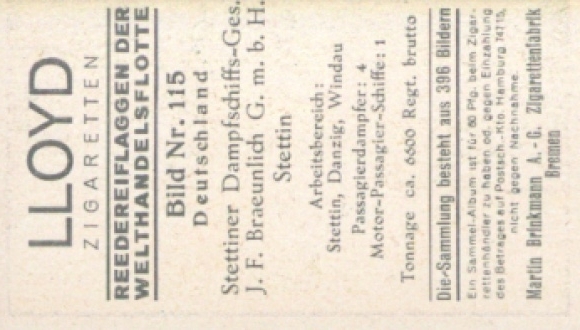 LLOYD
ZIGARETTEN
REEDEREIFLAGGEN DER
WELTHANDELSFLOTTE
Bild Nr. 115
Deutschland
Stettiner Dampfschiffs-Ges.
J. F. Braeunlich G. m. b. H.
Stettin
Arbeitsbereich:
Stettin, Danzig, Windau
Passagierdampfer: 4
Motor-Passagier-Schiffe: 1
Tonnage ca. 6600 Regt. brutto
Die Sammlung besteht aus 396 Bildern
Ein Sammel-Album ist für 80 Pfg. beim Zigar-
rettenhändler zu haben od. gegen Einzahlung
des Betrages auf Postsch.-Kto. Hamburg 74715,
nicht gegen Nachnahme.
Martin Brinkmann A.-G. Zigarettenfabrik
Bremen